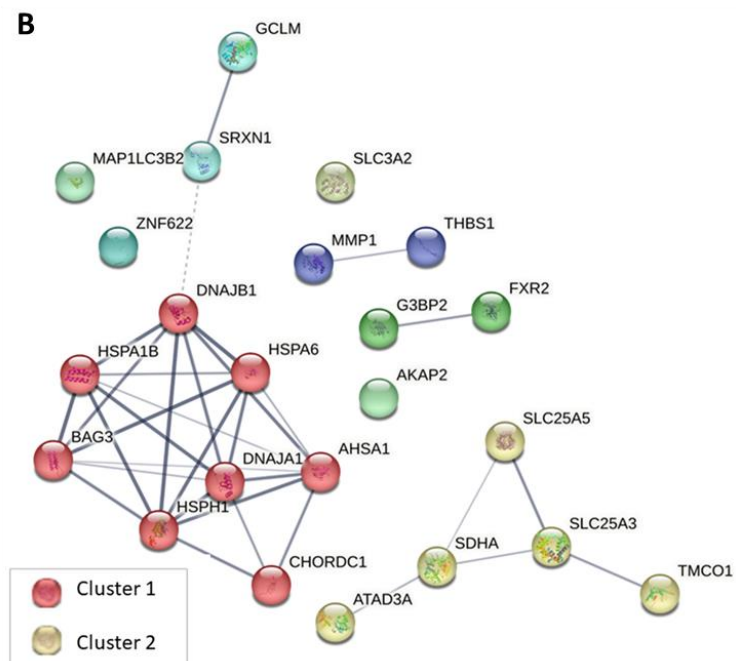 B
GCLM
SRXN1
MAP1LC3B2
SLC3A2
ZNF622
THBS1
MMP1
DNAJB1
FXR2
G3BP2
HSPA1B
HSPA6
AKAP2
SLC25A5
BAG3
DNAJA1
AHSA1
HSPH1
SLC25A3
SDHA
CHORDC1
TMCO1
Cluster 1
ATAD3A
Cluster 2